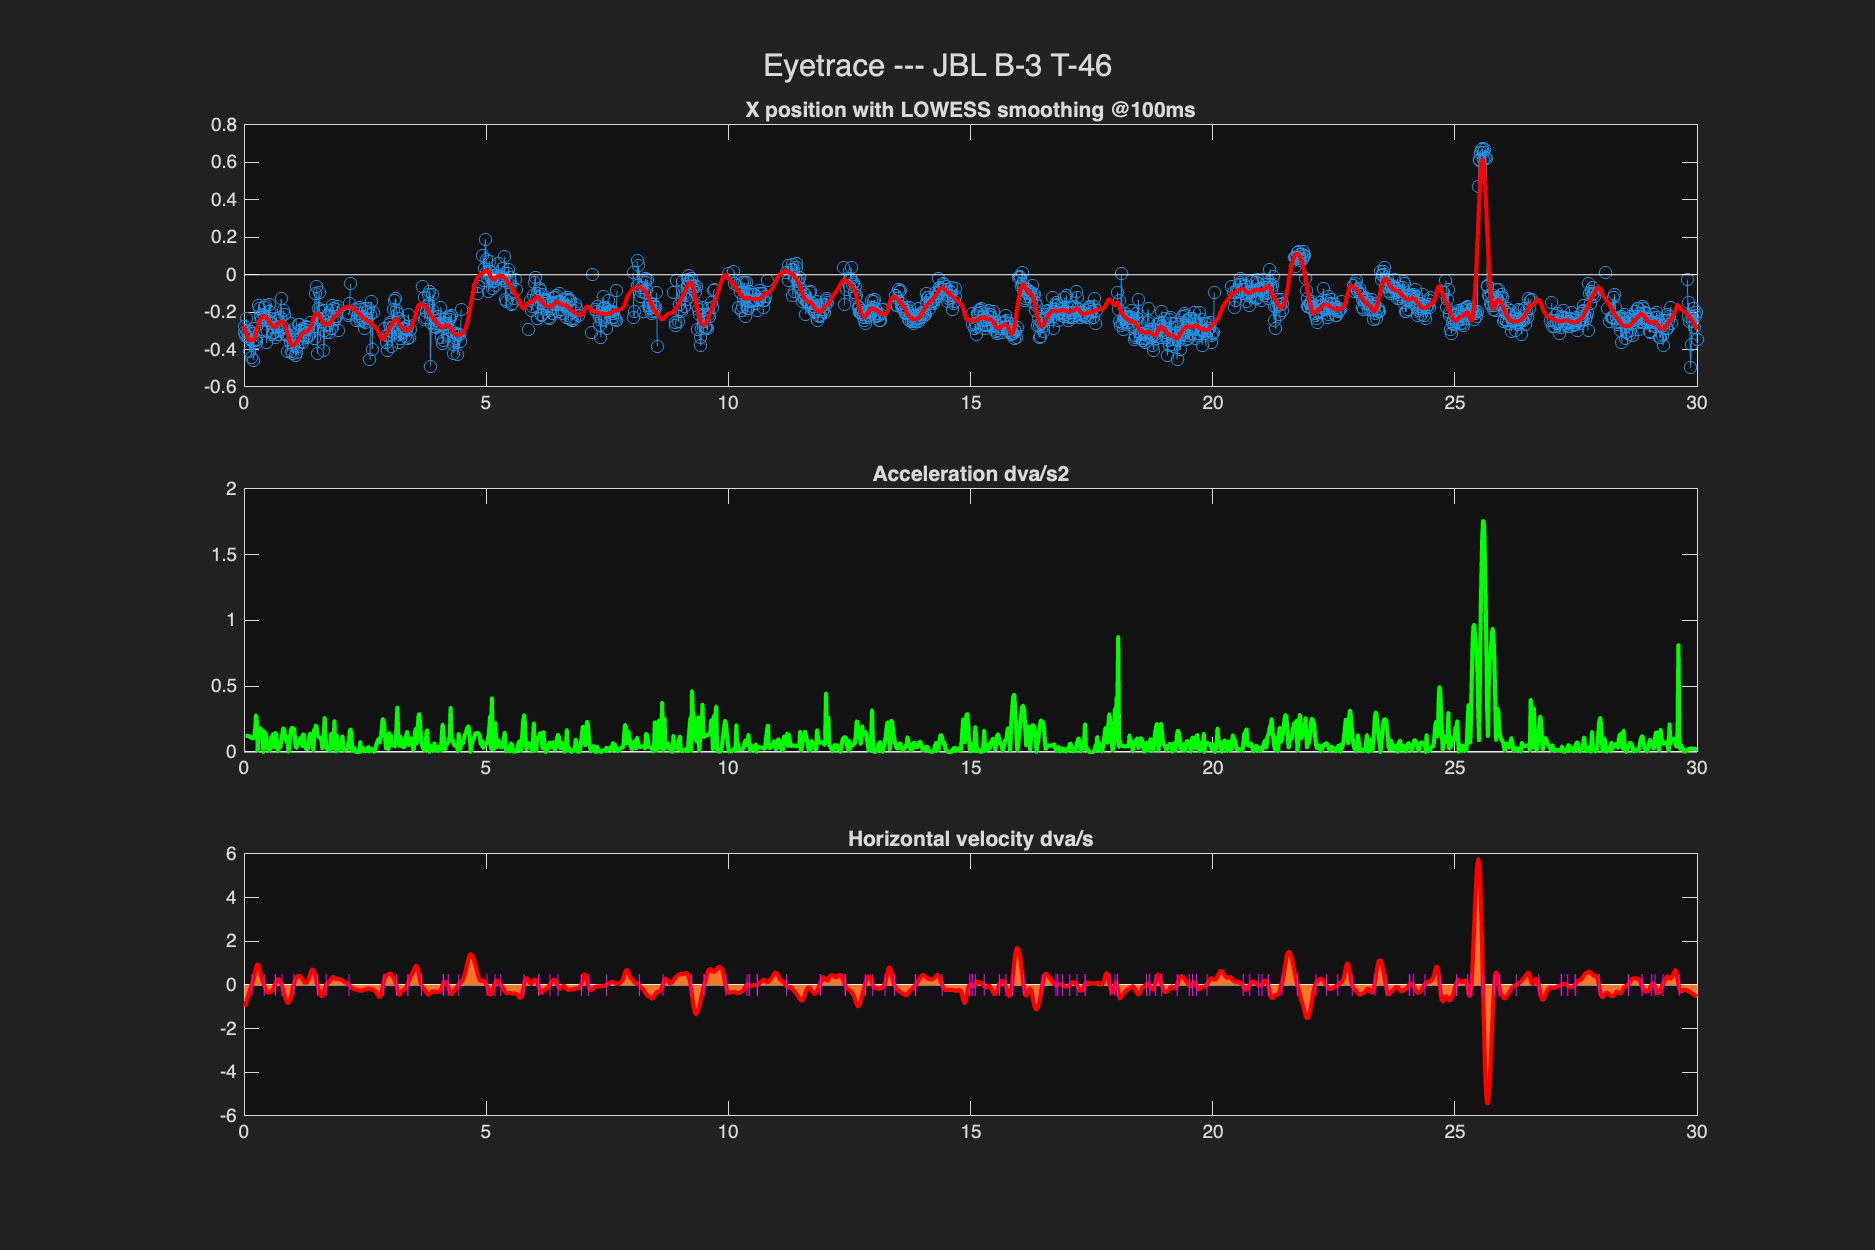 Eyetrace --- JBL B-3 T-46
X position with LOWESS smoothing @100ms
0.8
0.6
0.4
0.2
0
-0.2
-0.4
-0.6
0 5 10 15 20 25 30
Acceleration dva/s2
2
1.5
1
0.5
0
0 5 10 15 20 25 30
Horizontal velocity dva/s
6
4
2
0
-2
-4
-6
0 5 10 15 20 25 30